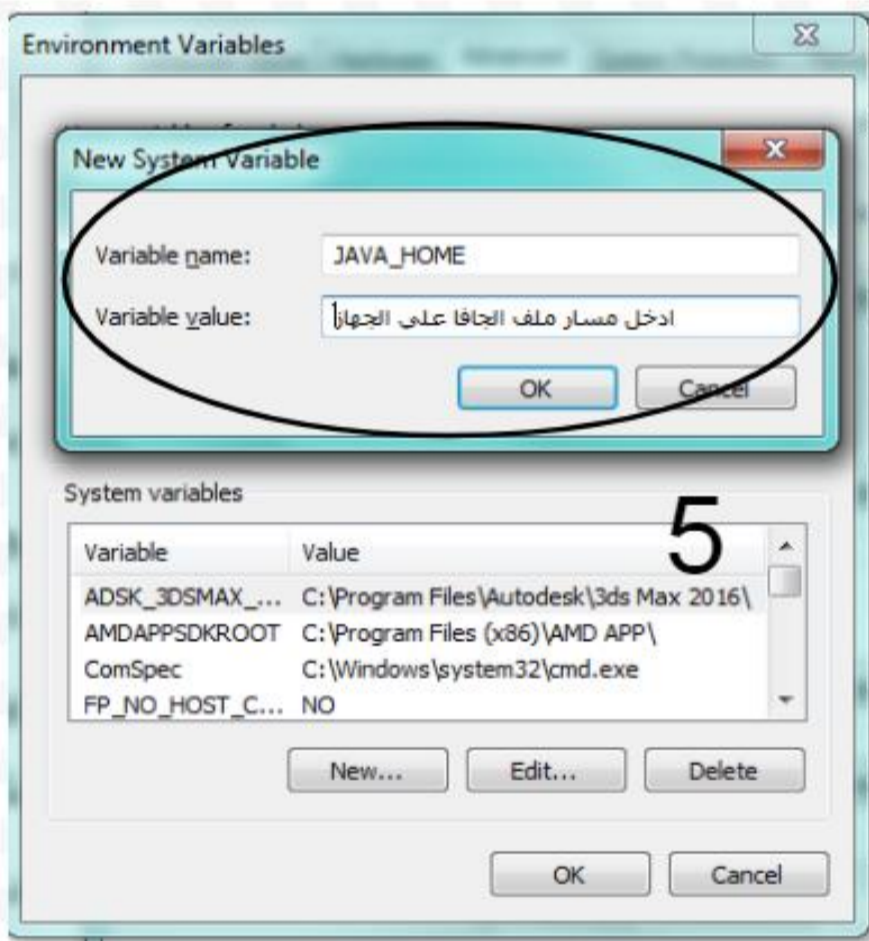 Environment Variables
New System Variable
Variable name:
JAVA_HOME
Variable value:
ادخل مسار ملف الجافا على الجهاز
OK
Cancel
System variables
5
Variable Value
ADSK_3DSMAX_... C:\Program Files\Autodesk\3ds Max 2016\
AMDAPPSDKROOT C:\Program Files (x86)\AMD APP\
ComSpec C:\Windows\system32\cmd.exe
FP_NO_HOST_C... NO
New... Edit... Delete
OK Cancel